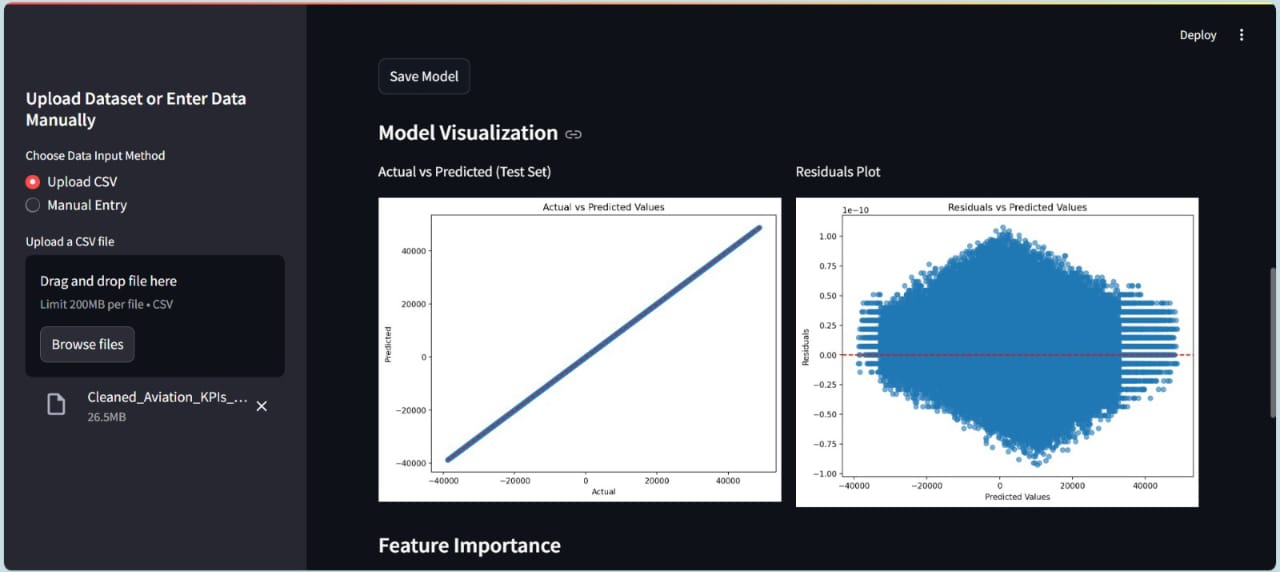 Deploy
Upload Dataset or Enter Data
Manually
Choose Data Input Method
Upload CSV
Manual Entry
Upload a CSV file
Drag and drop file here
Limit 200MB per file • CSV
Browse files
Cleaned_Aviation_KPIs_...
26.5MB
Save Model
Model Visualization
Actual vs Predicted (Test Set)
Actual vs Predicted Values
Predicted
40000
20000
0
−20000
−40000
−40000 −20000 0 20000 40000
Actual
Residuals Plot
1e−10
Residuals vs Predicted Values
Residuals
1.00
0.75
0.50
0.25
0.00
−0.25
−0.50
−0.75
−1.00
−40000 −20000 0 20000 40000
Predicted Values
Feature Importance